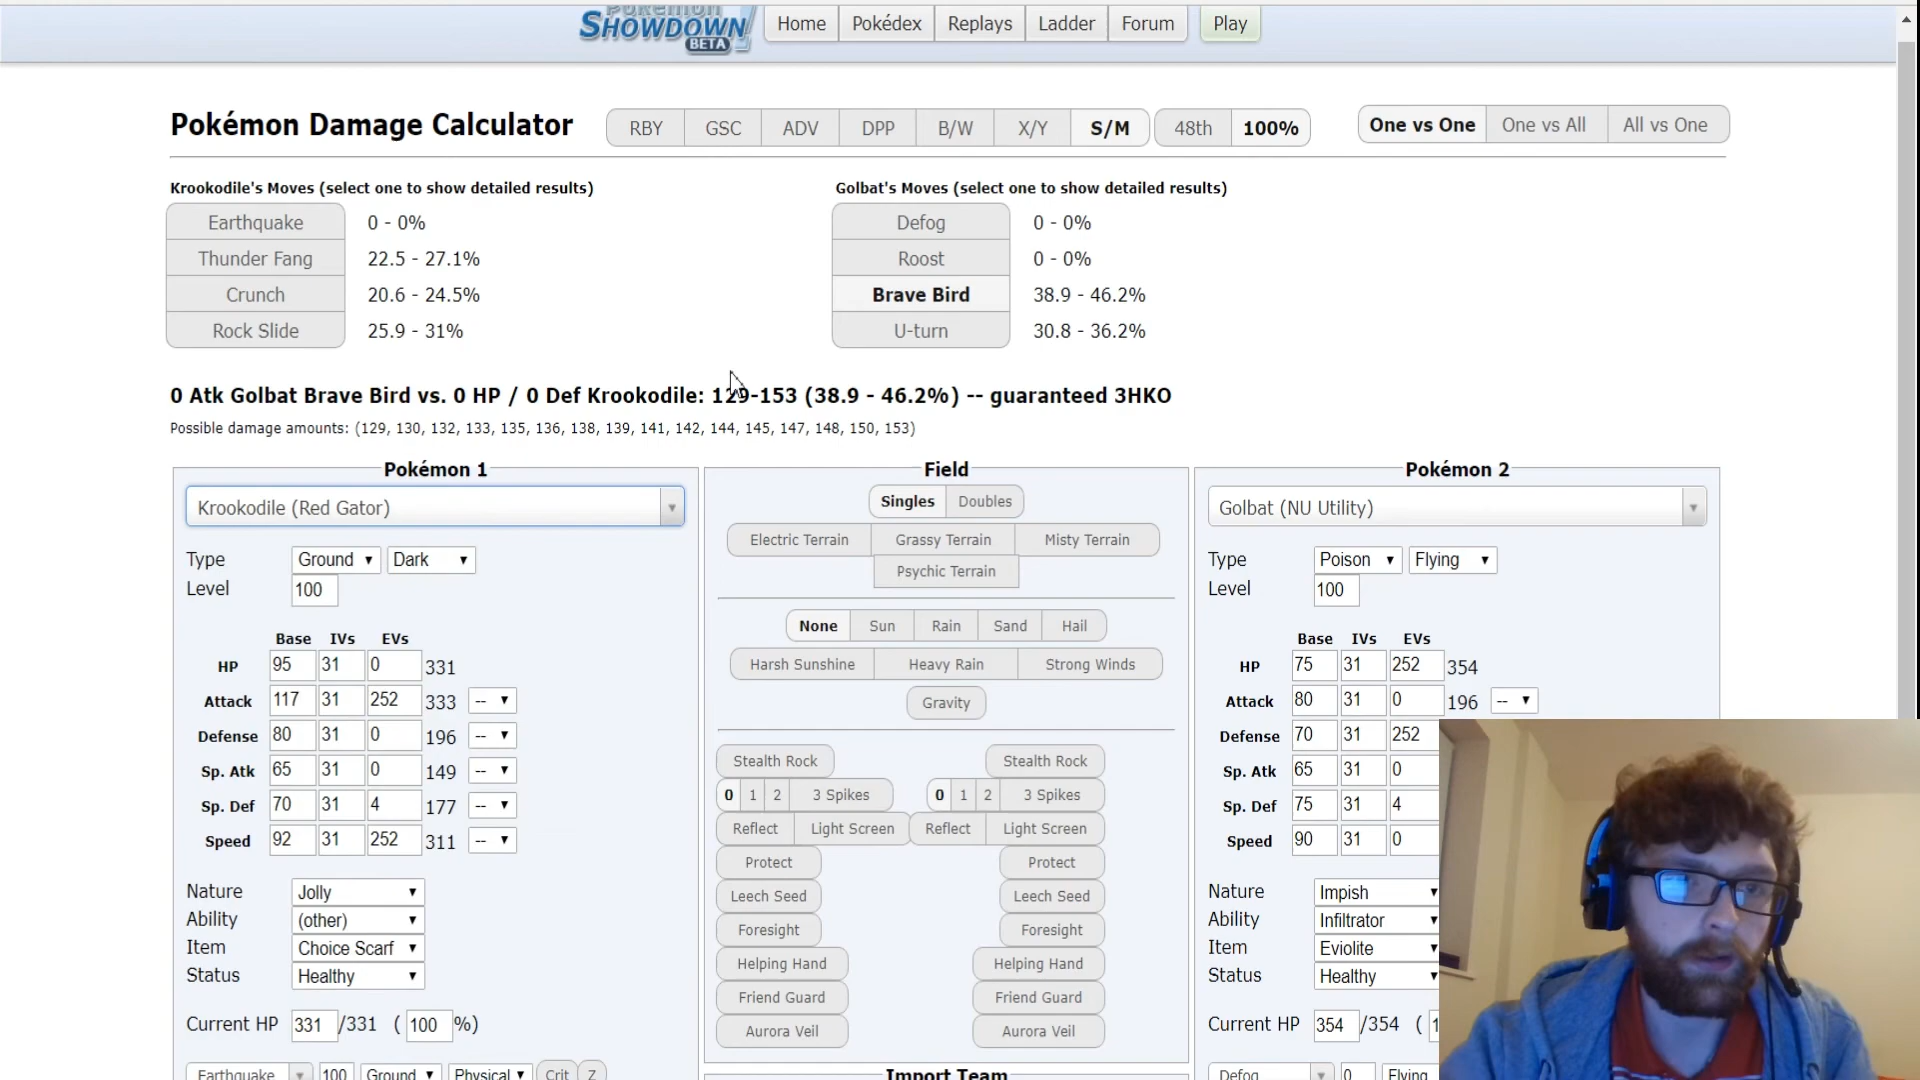 POKÉMON
SHOWDOWN
BETA
Home Pokédex Replays Ladder Forum Play
Pokémon Damage Calculator RBY GSC ADV DPP B/W X/Y S/M 48th 100% One vs One One vs All All vs One
Krookodile's Moves (select one to show detailed results) Golbat's Moves (select one to show detailed results)
Earthquake 0 - 0% Defog 0 - 0%
Thunder Fang 22.5 - 27.1% Roost 0 - 0%
Crunch 20.6 - 24.5% Brave Bird 38.9 - 46.2%
Rock Slide 25.9 - 31% U-turn 30.8 - 36.2%
0 Atk Golbat Brave Bird vs. 0 HP / 0 Def Krookodile: 129-153 (38.9 - 46.2%) -- guaranteed 3HKO
Possible damage amounts: (129, 130, 132, 133, 135, 136, 138, 139, 141, 142, 144, 145, 147, 148, 150, 153)
Pokémon 1 Field Pokémon 2
Krookodile (Red Gator) Singles Doubles Golbat (NU Utility)
Electric Terrain Grassy Terrain Misty Terrain
Type Ground Dark Psychic Terrain Type Poison Flying
Level 100 Level 100
None Sun Rain Sand Hail
Base IVs EVs Base IVs EVs
HP 95 31 0 331 Harsh Sunshine Heavy Rain Strong Winds HP 75 31 252 354
Attack 117 31 252 333 -- Gravity Attack 80 31 0 196 --
Defense 80 31 0 196 -- Defense 70 31 252
Sp. Atk 65 31 0 149 -- Stealth Rock Stealth Rock Sp. Atk 65 31 0
Sp. Def 70 31 4 177 -- 0 1 2 3 Spikes 0 1 2 3 Spikes Sp. Def 75 31 4
Speed 92 31 252 311 -- Reflect Light Screen Reflect Light Screen Speed 90 31 0
Protect Protect
Nature Jolly Leech Seed Leech Seed Nature Impish
Ability (other) Foresight Foresight Ability Infiltrator
Item Choice Scarf Helping Hand Helping Hand Item Eviolite
Status Healthy Friend Guard Friend Guard Status Healthy
Current HP 331 /331 ( 100 %) Aurora Veil Aurora Veil Current HP 354 /354 ( 1
Earthquake 100 Ground Physical Crit Z Import Team Defog 0 Flying